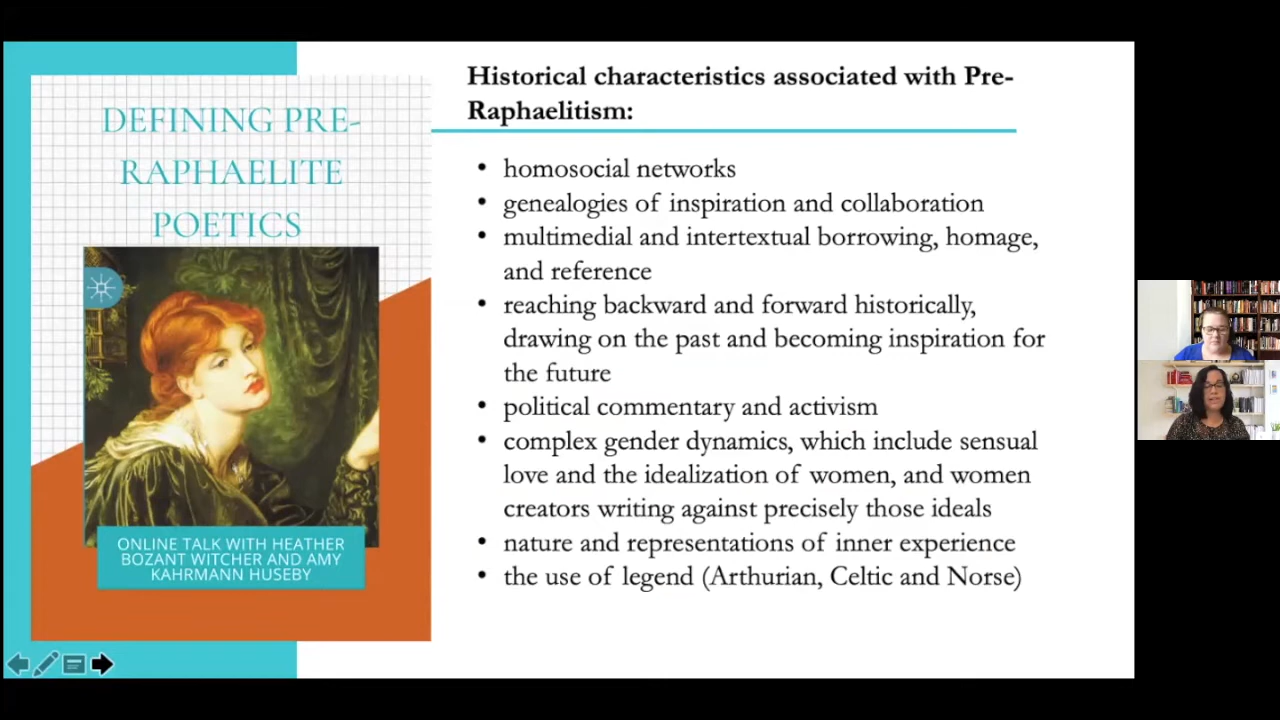 DEFINING PRE-
RAPHAELITE
POETICS
ONLINE TALK WITH HEATHER
BOZANT WITCHER AND AMY
KAHRMANN HUSEBY
Historical characteristics associated with Pre-
Raphaelitism:
• homosocial networks
• genealogies of inspiration and collaboration
• multimedial and intertextual borrowing, homage,
and reference
• reaching backward and forward historically,
drawing on the past and becoming inspiration for
the future
• political commentary and activism
• complex gender dynamics, which include sensual
love and the idealization of women, and women
creators writing against precisely those ideals
• nature and representations of inner experience
• the use of legend (Arthurian, Celtic and Norse)